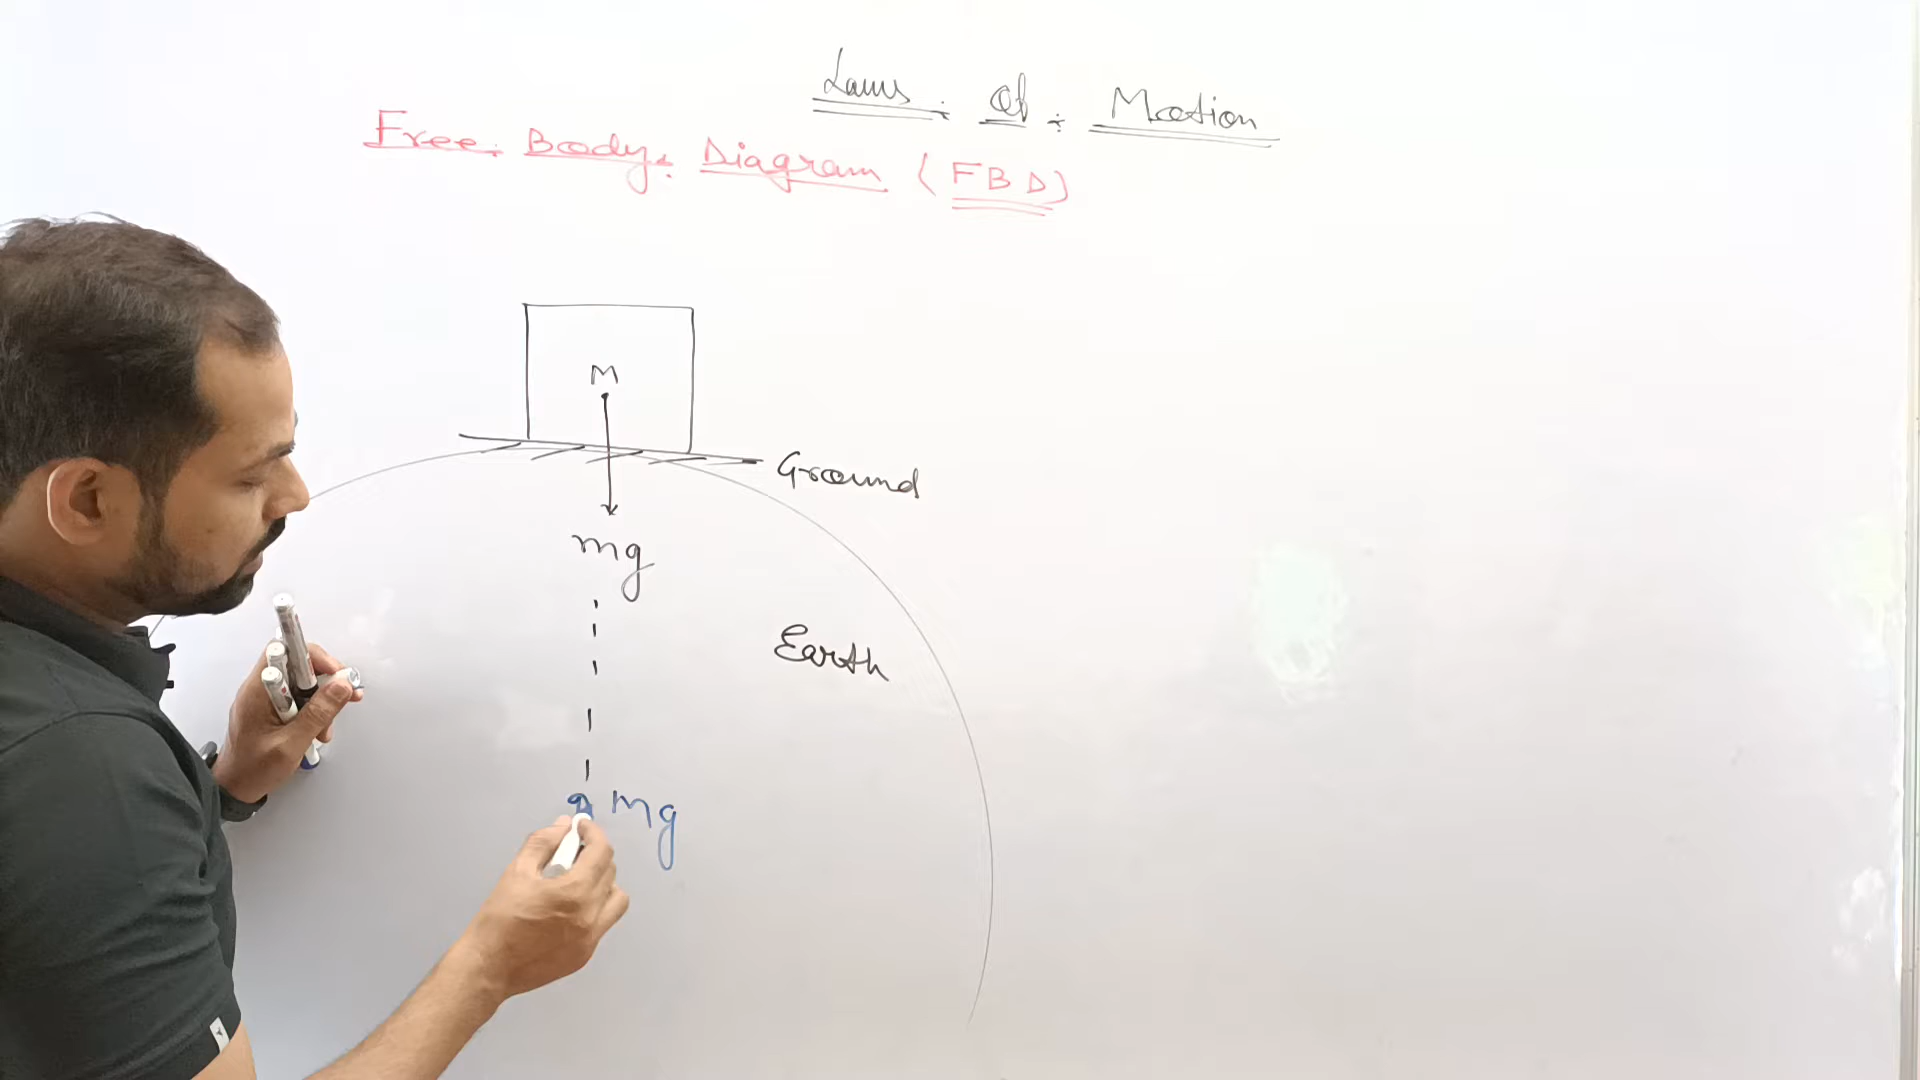 Laws Of Motion
Free Body Diagram (FBD)
M
Ground
mg
Earth
mg